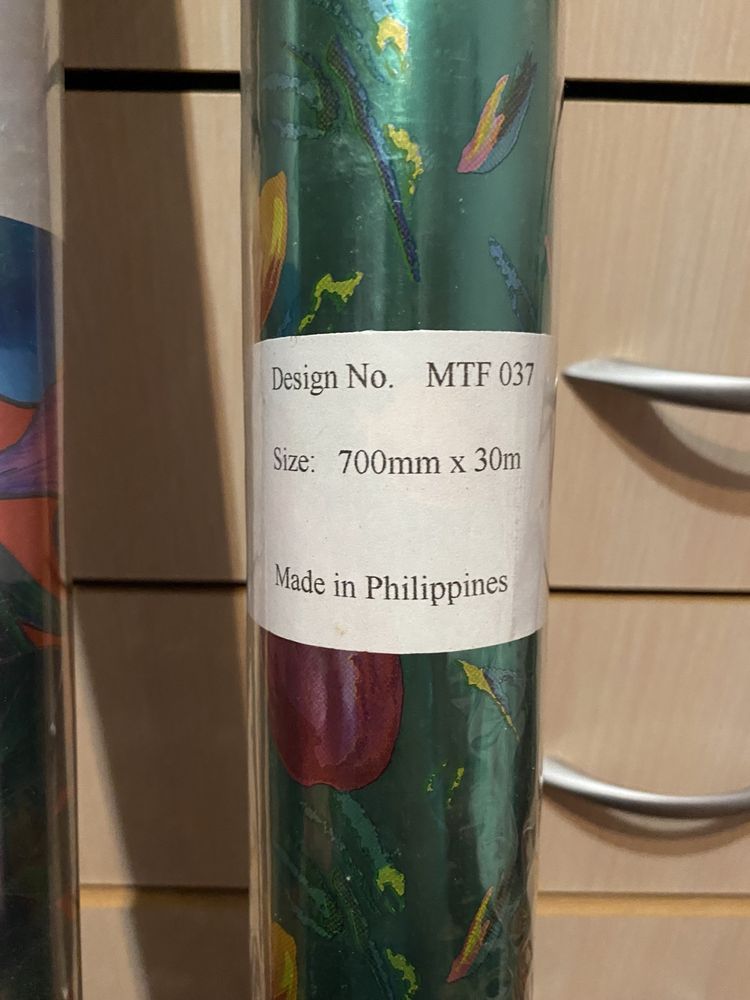 Design No. MTF 037
Size: 700mm x 30m
Made in Philippines